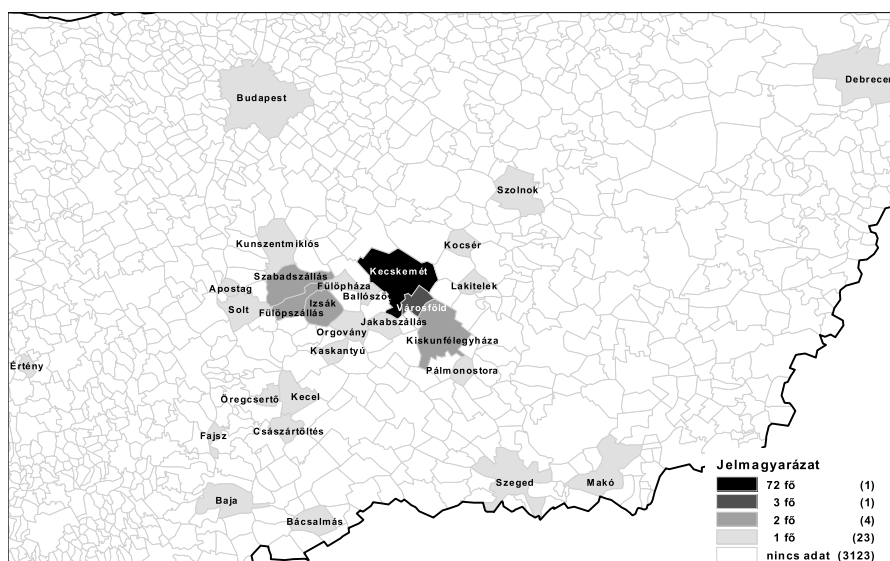 Debrecen
Budapest
Szolnok
Kunszentmiklós
Kocsér
Kecskemét
Szabadszállás
Fülöpháza
Lakitelek
Apostag
Ballószög
Izsák
Városföld
Solt
Fülöpszállás
Jakabszállás
Orgovány
Kiskunfélegyháza
Kaskantyú
Értény
Pálmonostora
Öregcsertő
Kecel
Császártöltés
Fajsz
Szeged
Makó
Baja
Bácsalmás
Jelmagyarázat
72 fő (1)
3 fő (1)
2 fő (4)
1 fő (23)
nincs adat (3123)